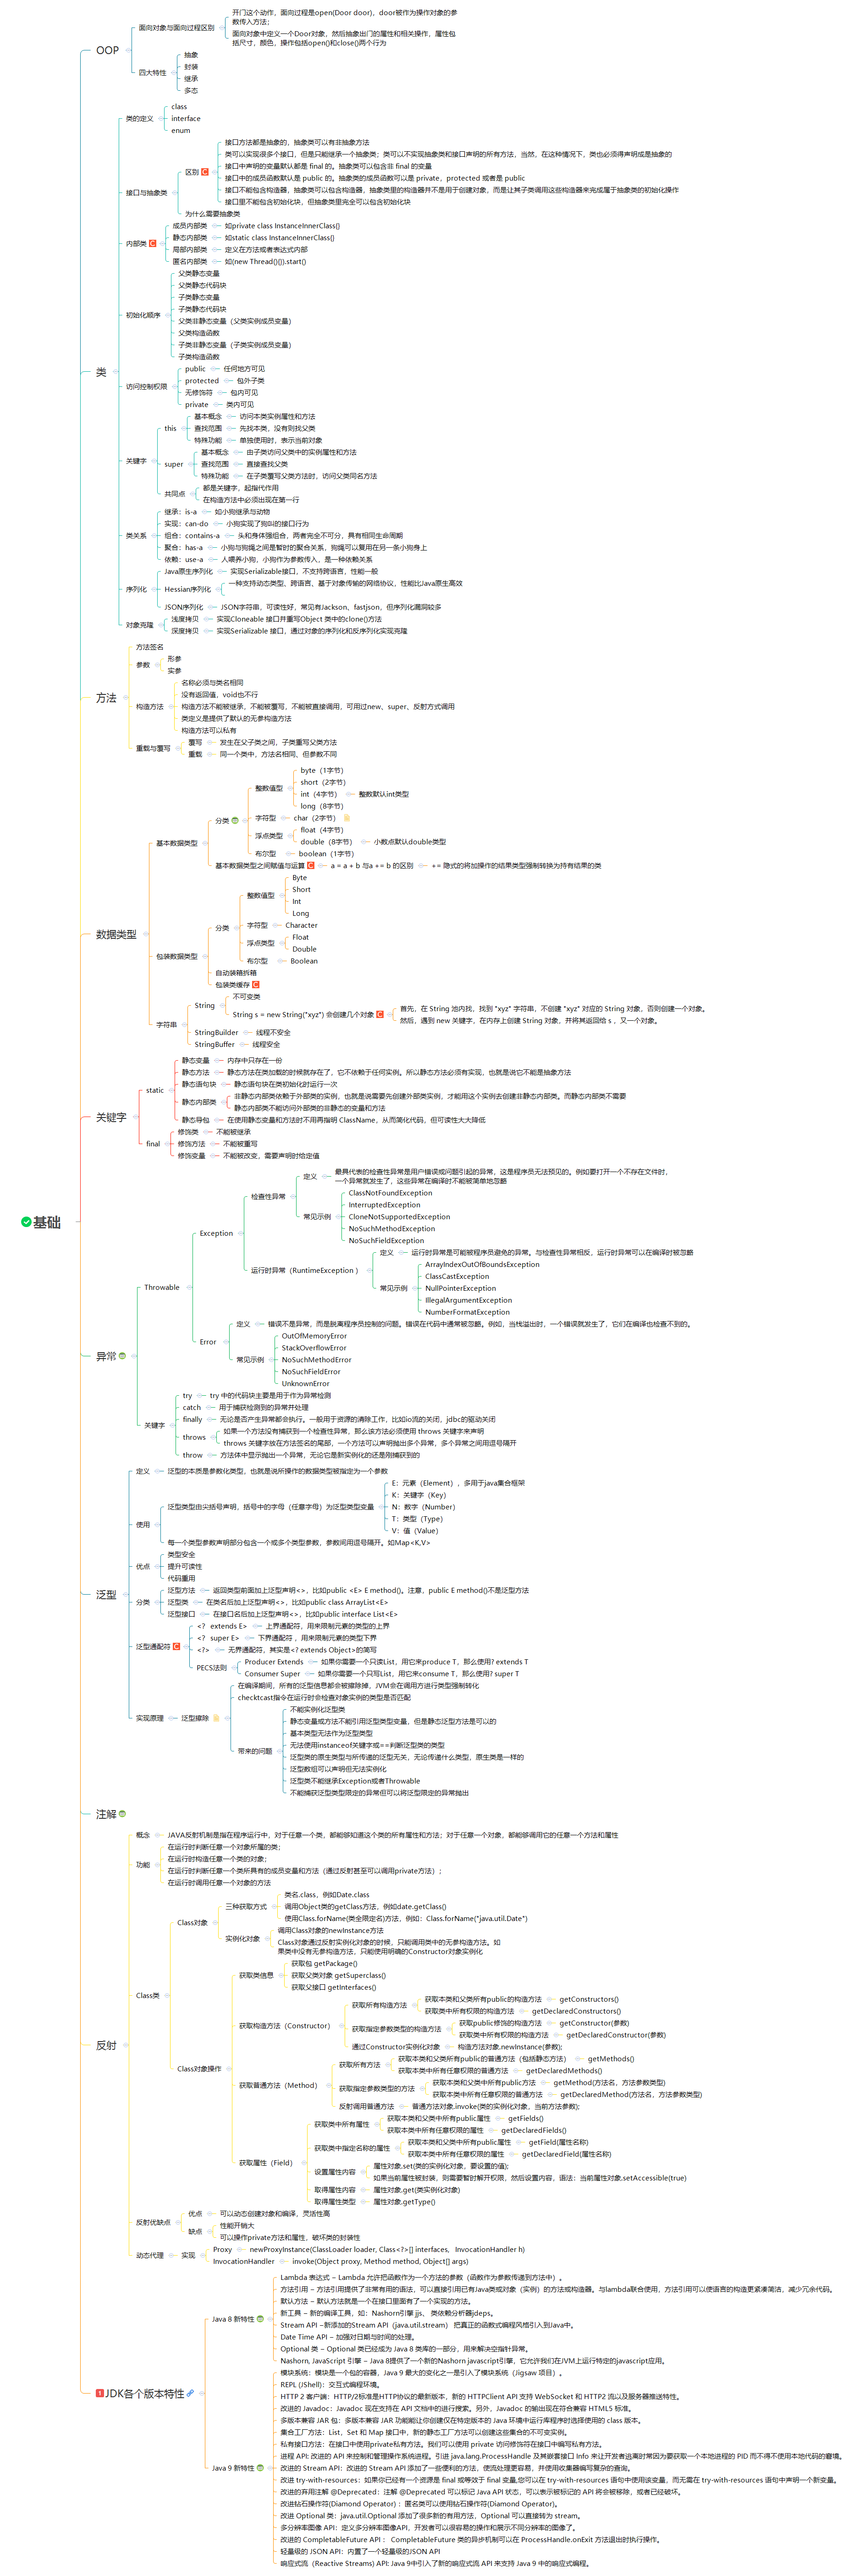 基础
OOP
面向对象与面向过程区别
开门这个动作，面向过程是open(Door door)，door被作为操作对象的参
数传入方法；
面向对象中定义一个Door对象，然后抽象出门的属性和相关操作，属性包
括尺寸，颜色，操作包括open()和close()两个行为
四大特性
抽象
封装
继承
多态
类
类的定义
class
interface
enum
接口与抽象类
区别
接口方法都是抽象的，抽象类可以有非抽象方法
类可以实现很多个接口，但是只能继承一个抽象类；类可以不实现抽象类和接口声明的所有方法，当然，在这种情况下，类也必须得声明成是抽象的
接口中声明的变量默认都是 final 的。抽象类可以包含非 final 的变量
接口中的成员函数默认是 public 的。抽象类的成员函数可以是 private，protected 或者是 public
接口不能包含构造器，抽象类可以包含构造器，抽象类里的构造器并不是用于创建对象，而是让其子类调用这些构造器来完成属于抽象类的初始化操作
接口里不能包含初始化块，但抽象类里完全可以包含初始化块
为什么需要抽象类
内部类
成员内部类
如private class InstanceInnerClass{}
静态内部类
如static class InstanceInnerClass{}
局部内部类
定义在方法或者表达式内部
匿名内部类
如(new Thread(){}).start()
初始化顺序
父类静态变量
父类静态代码块
子类静态变量
子类静态代码块
父类非静态变量（父类实例成员变量）
父类构造函数
子类非静态变量（子类实例成员变量）
子类构造函数
访问控制权限
public
任何地方可见
protected
包外子类
无修饰符
包内可见
private
类内可见
关键字
this
基本概念
访问本类实例属性和方法
查找范围
先找本类，没有则找父类
特殊功能
单独使用时，表示当前对象
super
基本概念
由子类访问父类中的实例属性和方法
查找范围
直接查找父类
特殊功能
在子类覆写父类方法时，访问父类同名方法
共同点
都是关键字，起指代作用
在构造方法中必须出现在第一行
类关系
继承：is-a
如小狗继承与动物
实现：can-do
小狗实现了狗叫的接口行为
组合：contains-a
头和身体强组合，两者完全不可分，具有相同生命周期
聚合：has-a
小狗与狗绳之间是暂时的聚合关系，狗绳可以复用在另一条小狗身上
依赖：use-a
人喂养小狗，小狗作为参数传入，是一种依赖关系
序列化
Java原生序列化
实现Serializable接口，不支持跨语言，性能一般
Hessian序列化
一种支持动态类型、跨语言，基于对象传输的网络协议，性能比Java原生高效
JSON序列化
JSON字符串，可读性好，常见有Jackson、fastjson，但序列化漏洞较多
对象克隆
浅度拷贝
实现Cloneable 接口并重写Object 类中的clone()方法
深度拷贝
实现Serializable 接口，通过对象的序列化和反序列化实现克隆
方法
方法签名
参数
形参
实参
构造方法
名称必须与类名相同
没有返回值，void也不行
构造方法不能被继承，不能被覆写，不能被直接调用，可用过new、super、反射方式调用
类定义是提供了默认的无参构造方法
构造方法可以私有
重载与覆写
覆写
发生在父子类之间，子类重写父类方法
重载
同一个类中，方法名相同、但参数不同
数据类型
基本数据类型
分类
整数值型
byte（1字节）
short（2字节）
int（4字节）
整数默认int类型
long（8字节）
字符型
char（2字节）
浮点类型
float（4字节）
double（8字节）
小数点默认double类型
布尔型
boolean（1字节）
基本数据类型之间赋值与运算
a = a + b 与a += b 的区别
+= 隐式的将加操作的结果类型强制转换为持有结果的类
包装数据类型
分类
整数值型
Byte
Short
Int
Long
字符型
Character
浮点类型
Float
Double
布尔型
Boolean
自动装箱拆箱
包装类缓存
字符串
String
不可变类
String s = new String("xyz") 会创建几个对象
首先，在 String 池内找，找到 "xyz" 字符串，不创建 "xyz" 对应的 String 对象，否则创建一个对象。
然后，遇到 new 关键字，在内存上创建 String 对象，并将其返回给 s ，又一个对象。
StringBuilder
线程不安全
StringBuffer
线程安全
关键字
static
静态变量
内存中只存在一份
静态方法
静态方法在类加载的时候就存在了，它不依赖于任何实例。所以静态方法必须有实现，也就是说它不能是抽象方法
静态语句块
静态语句块在类初始化时运行一次
静态内部类
非静态内部类依赖于外部类的实例，也就是说需要先创建外部类实例，才能用这个实例去创建非静态内部类。而静态内部类不需要
静态内部类不能访问外部类的非静态的变量和方法
静态导包
在使用静态变量和方法时不用再指明 ClassName，从而简化代码，但可读性大大降低
final
修饰类
不能被继承
修饰方法
不能被重写
修饰变量
不能被改变，需要声明时给定值
异常
Throwable
Exception
检查性异常
定义
最具代表的检查性异常是用户错或问题引起的异常，这是程序员无法预见的。例如要打开一个不存在文件时，
一个异常就发生了，这些异常在编译时不能被简单地忽略
常见示例
ClassNotFoundException
InterruptedException
CloneNotSupportedException
NoSuchMethodException
NoSuchFieldException
运行时异常（RuntimeException ）
定义
运行时异常是可能被程序员避免的异常。与检查性异常相反，运行时异常可以在编译时被忽略
常见示例
ArrayIndexOutOfBoundsException
ClassCastException
NullPointerException
IllegalArgumentException
NumberFormatException
Error
定义
错误不是异常，而是脱离程序员控制的问题。错误在代码中通常被忽略。例如，当栈溢出时，一个错误就发生了，它们在编译也检查不到的。
常见示例
OutOfMemoryError
StackOverflowError
NoSuchMethodError
NoSuchFieldError
UnknownError
关键字
try
try 中的代码块主要是用于作为异常检测
catch
用于捕获检测到的异常并处理
finally
无论是否产生异常都会执行。一般用于资源的清除工作，比如io流的关闭，jdbc的驱动关闭
throws
如果一个方法没有捕获到一个检查性异常，那么该方法必须使用 throws 关键字来声明
throws 关键字放在方法签名的尾部，一个方法可以声明抛出多个异常，多个异常之间用逗号隔开
throw
方法体中显示抛出一个异常，无论它是新实例化的还是刚捕获到的
泛型
定义
泛型的本质是参数化类型，也就是说所操作的数据类型被指定为一个参数
使用
泛型类型由尖括号声明，括号中的字母（任意字母）为泛型类型变量
E：元素（Element），多用于java集合框架
K：关键字（Key）
N：数字（Number）
T：类型（Type）
V：值（Value）
每一个类型参数声明部分包含一个或多个类型参数，参数间用逗号隔开。如Map<K,V>
优点
类型安全
提升可读性
代码重用
分类
泛型方法
返回类型前面加上泛型声明<>，比如public <E> E method()。注意，public E method()不是泛型方法
泛型类
在类名后加上泛型声明<>，比如public class ArrayList<E>
泛型接口
在接口名后加上泛型声明<>，比如public interface List<E>
泛型通配符
<? extends E>
上界通配符，用来限制元素的类型的上界
<? super E>
下界通配符 ，用来限制元素的类型下界
<?>
无界通配符，其实是<? extends Object>的简写
PECS法则
Producer Extends
如果你需要一个只读List，用它来produce T，那么使用? extends T
Consumer Super
如果你需要一个只写List，用它来consume T，那么使用? super T
实现原理
泛型擦除
在编译期间，所有的泛型信息都会被擦除掉，JVM会在调用方进行类型强制转化
checktcast指令在运行时会检查对象实例的类型是否匹配
带来的问题
不能实例化泛型类
静态变量或方法不能引用泛型类型变量，但是静态泛型方法是可以的
基本类型无法作为泛型类型
无法使用instanceof关键字或==判断泛型类的类型
泛型类的原生类型与所传递的泛型无关，无论传递什么类型，原生类是一样的
泛型数组可以声明但无法实例化
泛型类不能继承Exception或者Throwable
不能捕获泛型类型限定的异常但可以将泛型限定的异常抛出
注解
反射
概念
JAVA反射机制是指在程序运行中，对于任意一个类，都能够知道这个类的所有属性和方法；对于任意一个对象，都能够调用它的任意一个方法和属性
功能
在运行时判断任意一个对象所属的类；
在运行时构造任意一个类的对象；
在运行时判断任意一个类所具有的成员变量和方法（通过反射甚至可以调用private方法）；
在运行时调用任意一个对象的方法
Class类
Class对象
三种获取方式
类名.class，例如Date.class
调用Object类的getClass方法，例如date.getClass()
使用Class.forName(类全限定名)方法，例如：Class.forName("java.util.Date")
实例化对象
调用Class对象的newInstance方法
Class对象通过反射实例化对象的时候，只能调用类中的无参构造方法。如
果类中没有无参构造方法，只能使用明确的Constructor对象实例化
Class对象操作
获取类信息
获取包 getPackage()
获取父类对象 getSuperclass()
获取父接口 getInterfaces()
获取构造方法（Constructor）
获取所有构造方法
获取本类和父类所有public的构造方法
getConstructors()
获取类中所有权限的构造方法
getDeclaredConstructors()
获取指定参数类型的构造方法
获取public修饰的构造方法
getConstructor(参数)
获取类中所有权限的构造方法
getDeclaredConstructor(参数)
通过Constructor实例化对象
构造方法对象.newInstance(参数);
获取普通方法（Method）
获取所有方法
获取本类和父类所有public的普通方法（包括静态方法）
getMethods()
获取本类中所有任意权限的普通方法
getDeclaredMethods()
获取指定参数类型的方法
获取本类和父类中所有public方法
getMethod(方法名，方法参数类型)
获取本类中所有任意权限的普通方法
getDeclaredMethod(方法名，方法参数类型)
反射调用普通方法
普通方法对象.invoke(类的实例化对象，当前方法参数);
获取属性（Field）
获取类中所有属性
获取本类和父类中所有public属性
getFields()
获取本类中所有任意权限的属性
getDeclaredFields()
获取类中指定名称的属性
获取本类和父类中所有public属性
getField(属性名称)
获取本类中所有任意权限的属性
getDeclaredField(属性名称)
设置属性内容
属性对象.set(类的实例化对象，要设置的值);
如果当前属性被封装，则需要暂时解开权限，然后设置内容，语法：当前属性对象.setAccessible(true)
取得属性内容
属性对象.get(类实例化对象)
取得属性类型
属性对象.getType()
反射优缺点
优点
可以动态创建对象和编译，灵活性高
缺点
性能开销大
可以操作private方法和属性，破坏类的封装性
动态代理
实现
Proxy
newProxyInstance(ClassLoader loader, Class<?>[] interfaces, InvocationHandler h)
InvocationHandler
invoke(Object proxy, Method method, Object[] args)
JDK各个版本特性
Java 8 新特性
Lambda 表达式 – Lambda 允许把函数作为一个方法的参数（函数作为参数传递到方法中）。
方法引用 – 方法引用提供了非常有用的语法，可以直接引用已有Java类或对象（实例）的方法或构造器。与lambda联合使用，方法引用可以使语言的构造更紧凑简洁，减少冗余代码。
默认方法 – 默认方法就是一个在接口里面有了一个实现的方法。
新工具 – 新的编译工具，如：Nashorn引擎 jjs、 类依赖分析器jdeps。
Stream API –新添加的Stream API（java.util.stream） 把真正的函数式编程风格引入到Java中。
Date Time API – 加强对日期与时间的处理。
Optional 类 – Optional 类已经成为 Java 8 类库的一部分，用来解决空指针异常。
Nashorn, JavaScript 引擎 – Java 8提供了一个新的Nashorn javascript引擎，它允许我们在JVM上运行特定的javascript应用。
Java 9 新特性
模块系统：模块是一个包的容器，Java 9 最大的变化之一是引入了模块系统（Jigsaw 项目）。
REPL (JShell)：交互式编程环境。
HTTP 2 客户端：HTTP/2标准是HTTP协议的最新版本，新的 HTTPClient API 支持 WebSocket 和 HTTP2 流以及服务器推送特性。
改进的 Javadoc：Javadoc 现在支持在 API 文档中的进行搜索。另外，Javadoc 的输出现在符合兼容 HTML5 标准。
多版本兼容 JAR 包：多版本兼容 JAR 功能能让你创建仅在特定版本的 Java 环境中运行库程序时选择使用的 class 版本。
集合工厂方法：List，Set 和 Map 接口中，新的静态工厂方法可以创建这些集合的不可变实例。
私有接口方法：在接口中使用private私有方法。我们可以使用 private 访问修饰符在接口中编写私有方法。
进程 API: 改进的 API 来控制和管理操作系统进程。引进 java.lang.ProcessHandle 及其嵌套接口 Info 来让开发者逃离时常因为要获取一个本地进程的 PID 而不得不使用本地代码的窘境。
改进的 Stream API：改进的 Stream API 添加了一些便利的方法，使流处理更容易，并使用收集器编写复杂的查询。
改进 try-with-resources：如果你已经有一个资源是 final 或等效于 final 变量,您可以在 try-with-resources 语句中使用该变量，而无需在 try-with-resources 语句中声明一个新变量。
改进的弃用注解 @Deprecated：注解 @Deprecated 可以标记 Java API 状态，可以表示被标记的 API 将会被移除，或者已经破坏。
改进钻石操作符(Diamond Operator) ：匿名类可以使用钻石操作符(Diamond Operator)。
改进 Optional 类：java.util.Optional 添加了很多新的有用方法，Optional 可以直接转为 stream。
多分辨率图像 API：定义多分辨率图像API，开发者可以很容易的操作和展示不同分辨率的图像了。
改进的 CompletableFuture API ： CompletableFuture 类的异步机制可以在 ProcessHandle.onExit 方法退出时执行操作。
轻量级的 JSON API：内置了一个轻量级的JSON API
响应式流（Reactive Streams) API: Java 9中引入了新的响应式流 API 来支持 Java 9 中的响应式编程。